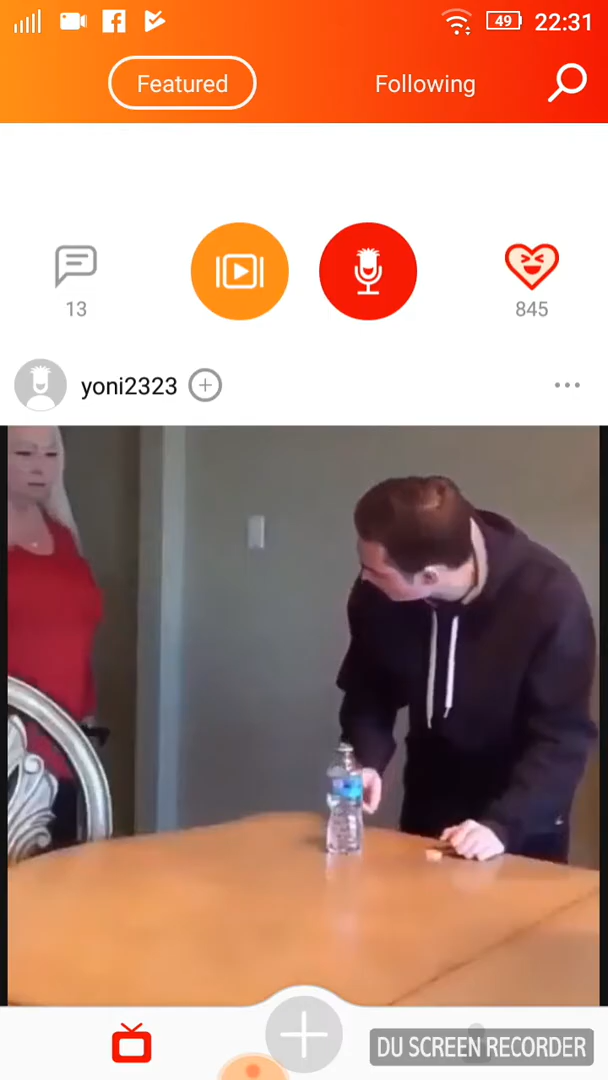 49 22:31
Featured Following
13 845
yoni2323
DU SCREEN RECORDER